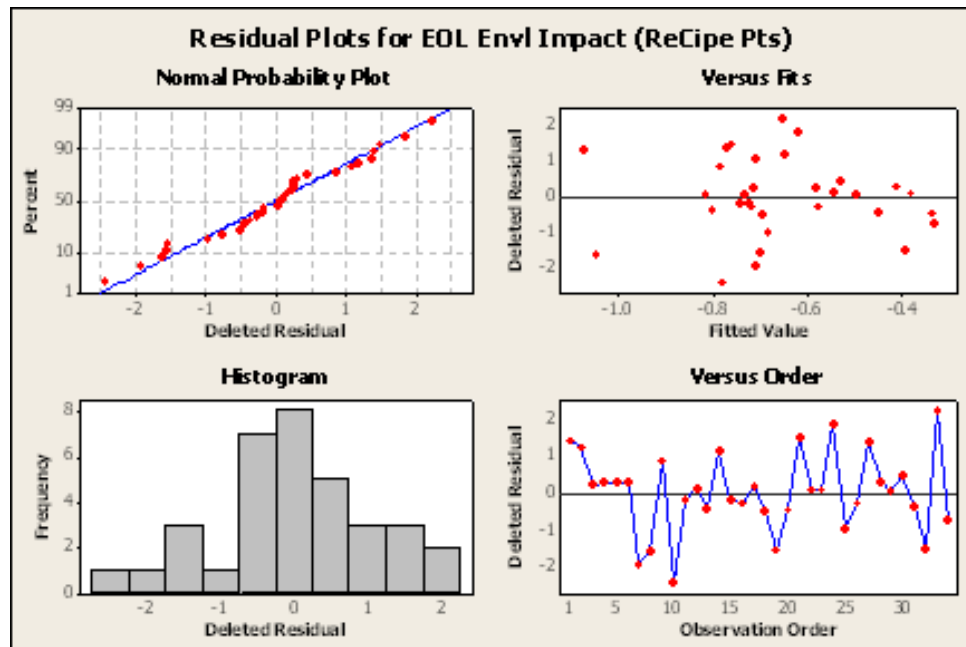 Residual Plots for EOL Envl Impact (ReCipe Pts)
Normal Probability Plot
99
90
50
10
1
Percent
-2 -1 0 1 2
Deleted Residual
Versus Fits
2
1
0
-1
-2
Deleted Residual
-1.0 -0.8 -0.6 -0.4
Fitted Value
Histogram
8
6
4
2
0
Frequency
-2 -1 0 1 2
Deleted Residual
Versus Order
2
1
0
-1
-2
Deleted Residual
1 5 10 15 20 25 30
Observation Order